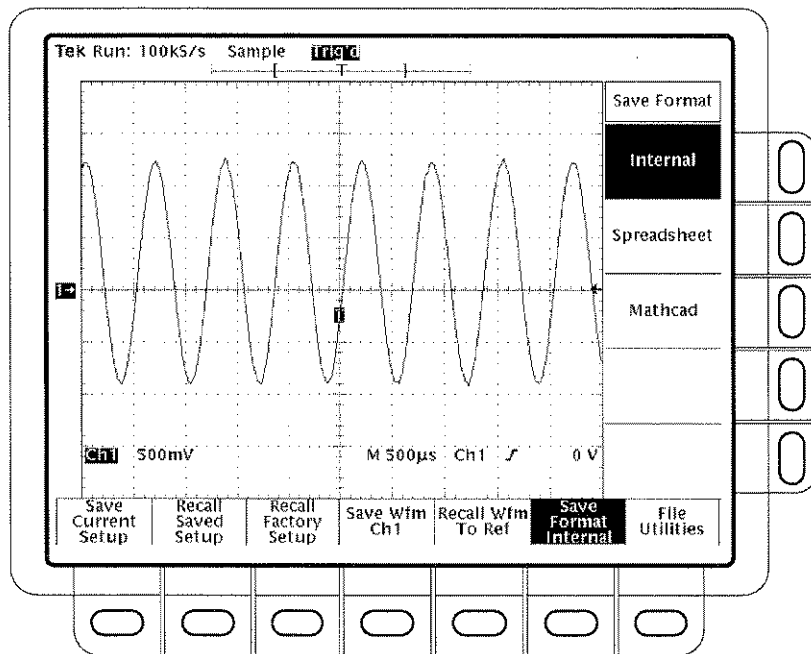 Tek Run: 100kS/s Sample Trig'd
[ T ]
Save Format
Internal
Spreadsheet
Mathcad
1→
T
Ch1 500mV M 500µs Ch1 0 V
Save Current Setup
Recall Saved Setup
Recall Factory Setup
Save Wfm Ch1
Recall Wfm To Ref
Save Format Internal
File Utilities